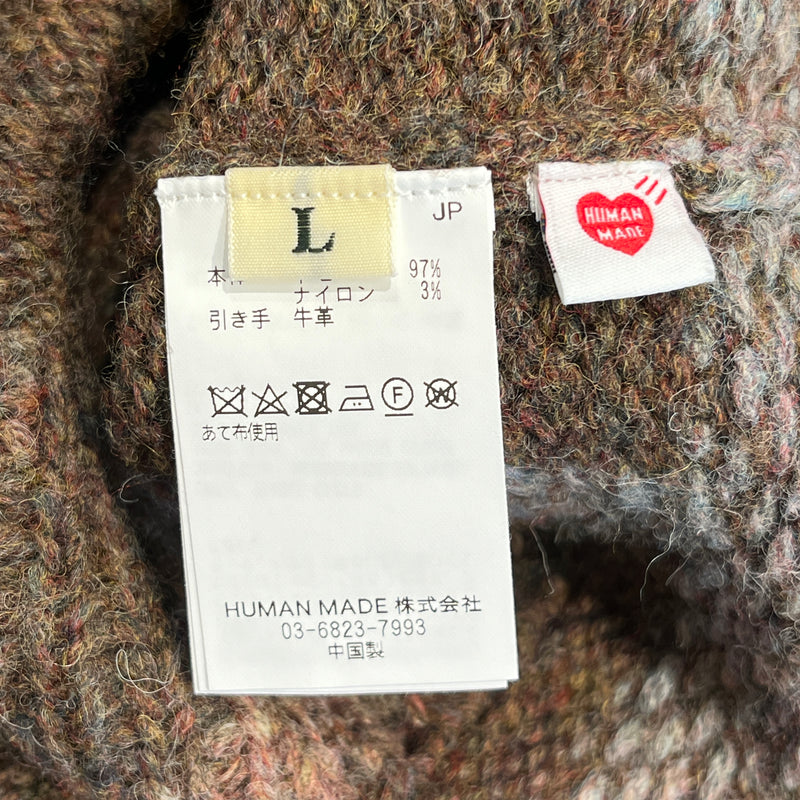 L
JP
97%
ナイロン 3%
引き手 牛革
F
W
あて布使用
HUMAN MADE 株式会社
03-6823-7993
中国製
HUMAN
MADE